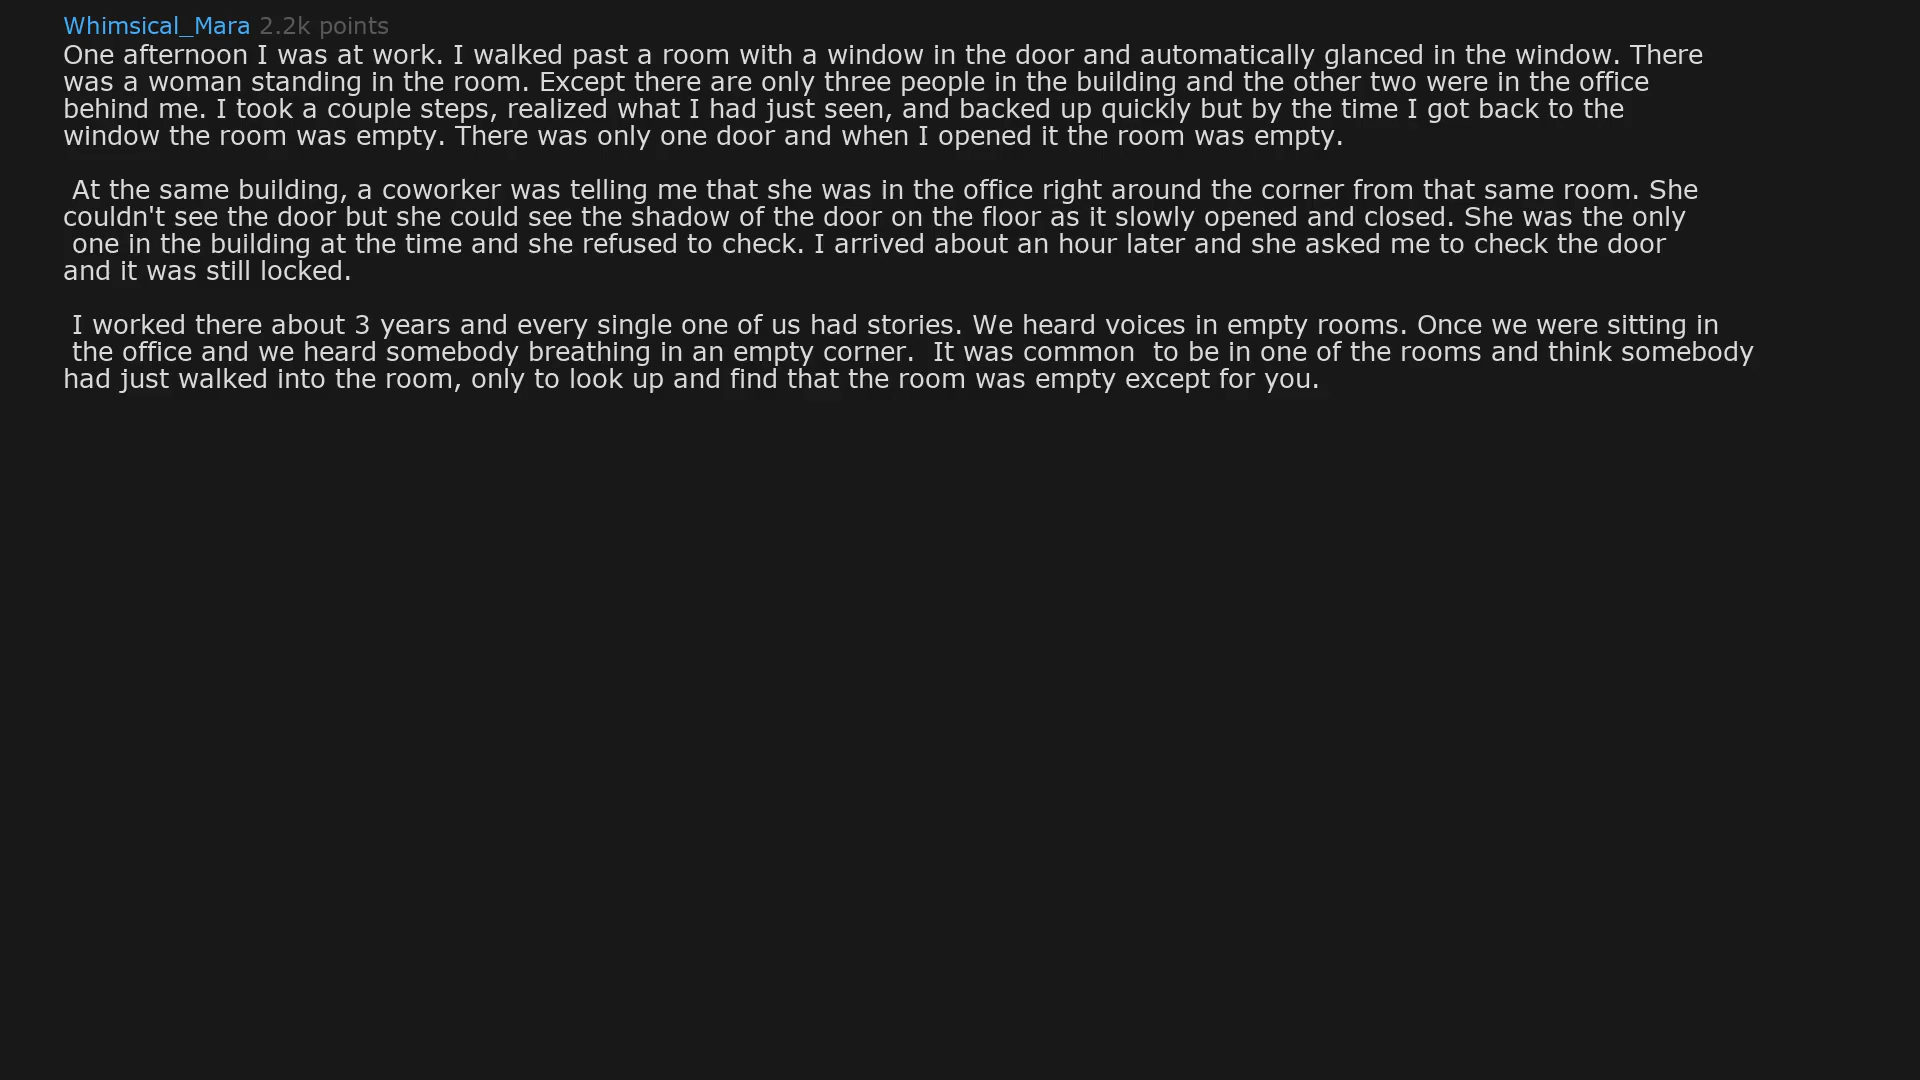 Whimsical_Mara 2.2k points
One afternoon I was at work. I walked past a room with a window in the door and automatically glanced in the window. There
was a woman standing in the room. Except there are only three people in the building and the other two were in the office
behind me. I took a couple steps, realized what I had just seen, and backed up quickly but by the time I got back to the
window the room was empty. There was only one door and when I opened it the room was empty.
At the same building, a coworker was telling me that she was in the office right around the corner from that same room. She
couldn't see the door but she could see the shadow of the door on the floor as it slowly opened and closed. She was the only
one in the building at the time and she refused to check. I arrived about an hour later and she asked me to check the door
and it was still locked.
I worked there about 3 years and every single one of us had stories. We heard voices in empty rooms. Once we were sitting in
the office and we heard somebody breathing in an empty corner.  It was common  to be in one of the rooms and think somebody
had just walked into the room, only to look up and find that the room was empty except for you.